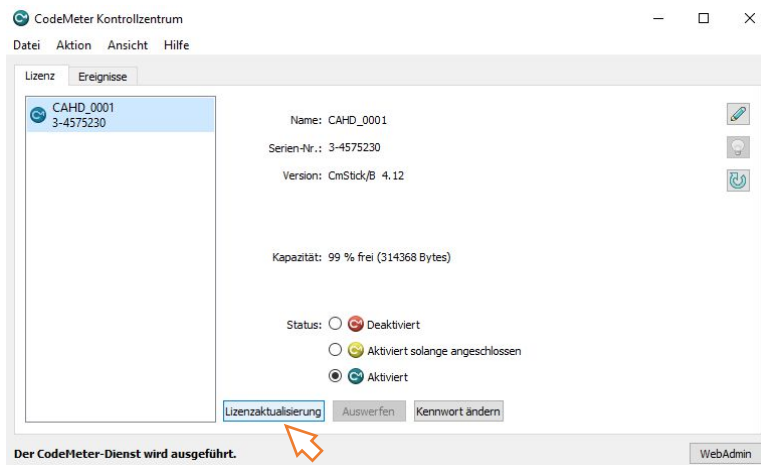 CodeMeter Kontrollzentrum
Datei Aktion Ansicht Hilfe
Lizenz Ereignisse
CAHD_0001
3-4575230
Name: CAHD_0001
Serien-Nr.: 3-4575230
Version: CmStick/B 4.12
Kapazität: 99 % frei (314368 Bytes)
Status: Deaktiviert
Aktiviert solange angeschlossen
Aktiviert
Lizenzaktualisierung Auswerfen Kennwort ändern
Der CodeMeter-Dienst wird ausgeführt. WebAdmin